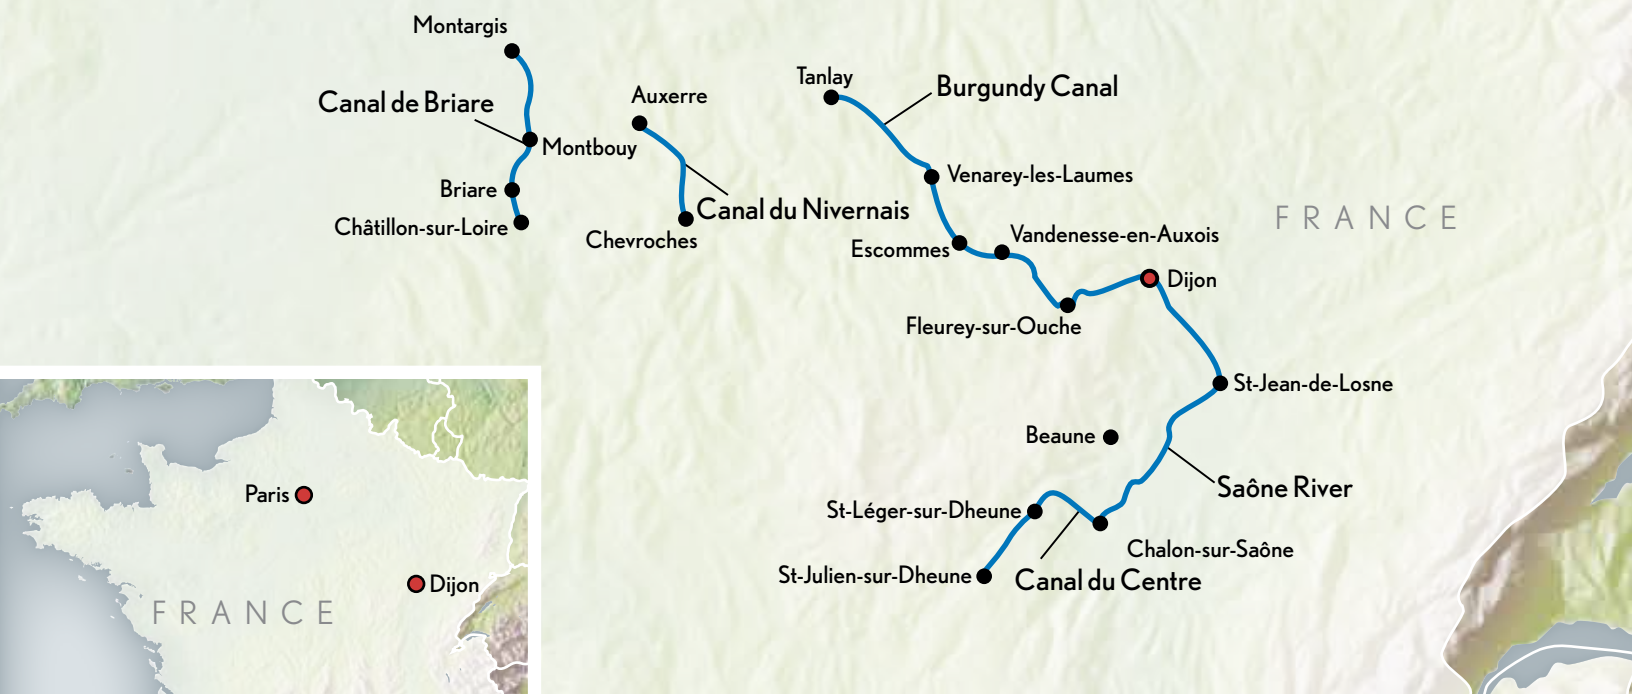 Montargis
Canal de Briare
Montbouy
Briare
Châtillon-sur-Loire
Auxerre
Canal du Nivernais
Chevroches
Tanlay
Burgundy Canal
Venarey-les-Laumes
Escommes
Vandenesse-en-Auxois
Fleurey-sur-Ouche
Dijon
FRANCE
St-Jean-de-Losne
Beaune
Saône River
St-Léger-sur-Dheune
Chalon-sur-Saône
St-Julien-sur-Dheune
Canal du Centre
Paris
Dijon
FRANCE